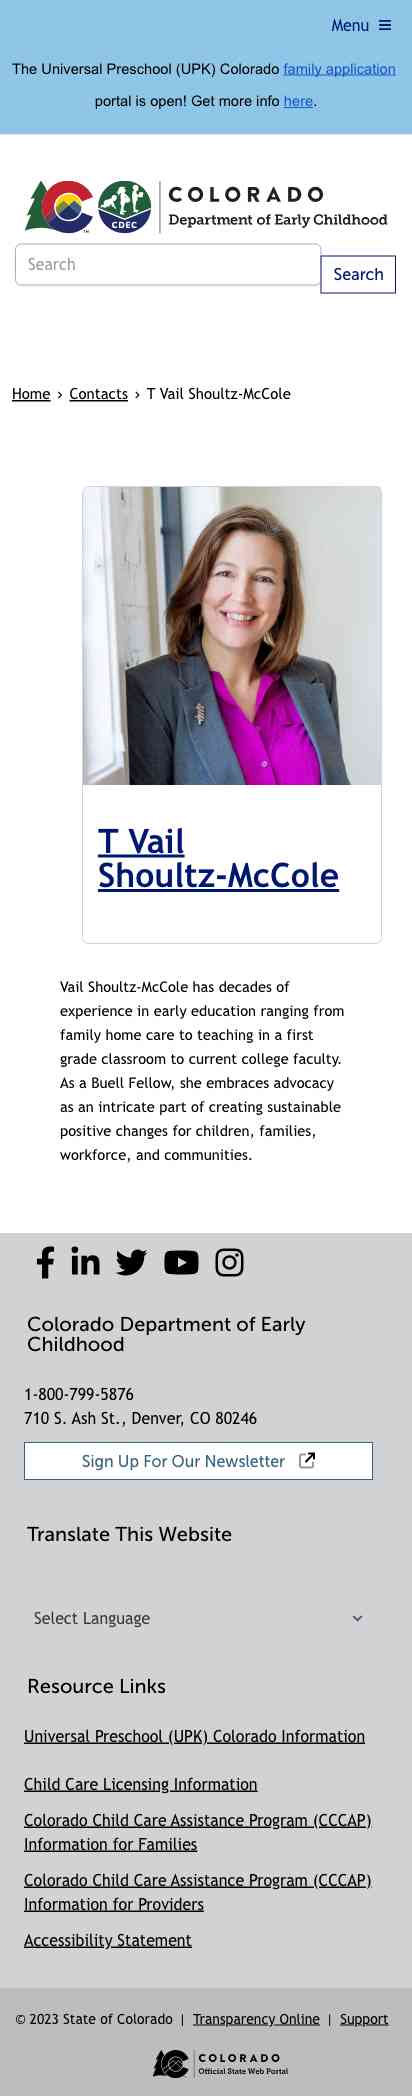 Menu
The Universal Preschool (UPK) Colorado family application
portal is open! Get more info here.
CDEC
TM
COLORADO
Department of Early Childhood
Search
Search
Home › Contacts › T Vail Shoultz-McCole
T Vail
Shoultz-McCole
Vail Shoultz-McCole has decades of
experience in early education ranging from
family home care to teaching in a first
grade classroom to current college faculty.
As a Buell Fellow, she embraces advocacy
as an intricate part of creating sustainable
positive changes for children, families,
workforce, and communities.
Colorado Department of Early
Childhood
1-800-799-5876
710 S. Ash St., Denver, CO 80246
Sign Up For Our Newsletter
Translate This Website
Select Language
Resource Links
Universal Preschool (UPK) Colorado Information
Child Care Licensing Information
Colorado Child Care Assistance Program (CCCAP)
Information for Families
Colorado Child Care Assistance Program (CCCAP)
Information for Providers
Accessibility Statement
© 2023 State of Colorado | Transparency Online | Support
COLORADO
Official State Web Portal